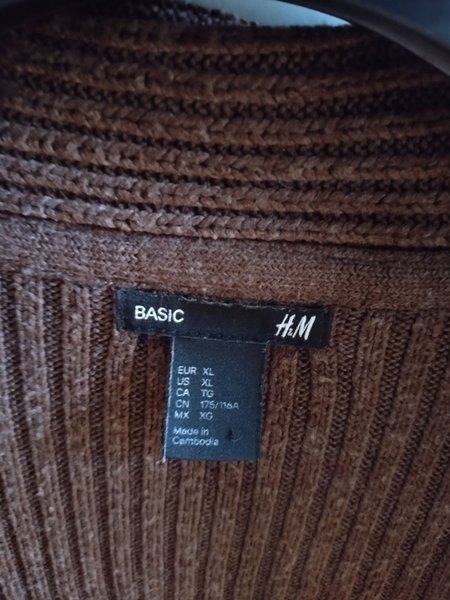 BASIC H&M
EUR XL
US XL
CA TG
CN 175/116A
MX XG
Made in
Cambodia